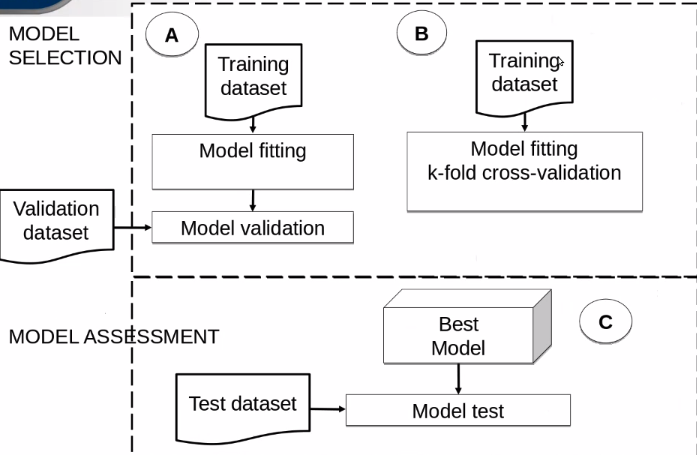 MODEL
SELECTION
A
Training
dataset
Model fitting
Validation
dataset
Model validation
B
Training
dataset
Model fitting
k-fold cross-validation
MODEL ASSESSMENT
Best
Model
C
Test dataset
Model test